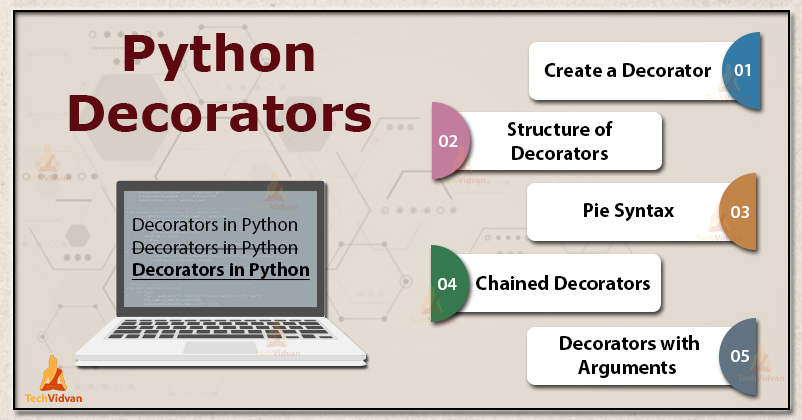 Python
Decorators
Create a Decorator
01
02
Structure of
Decorators
Pie Syntax
03
04
Chained Decorators
Decorators with
Arguments
05
Decorators in Python
Decorators in Python
Decorators in Python
TechVidvan